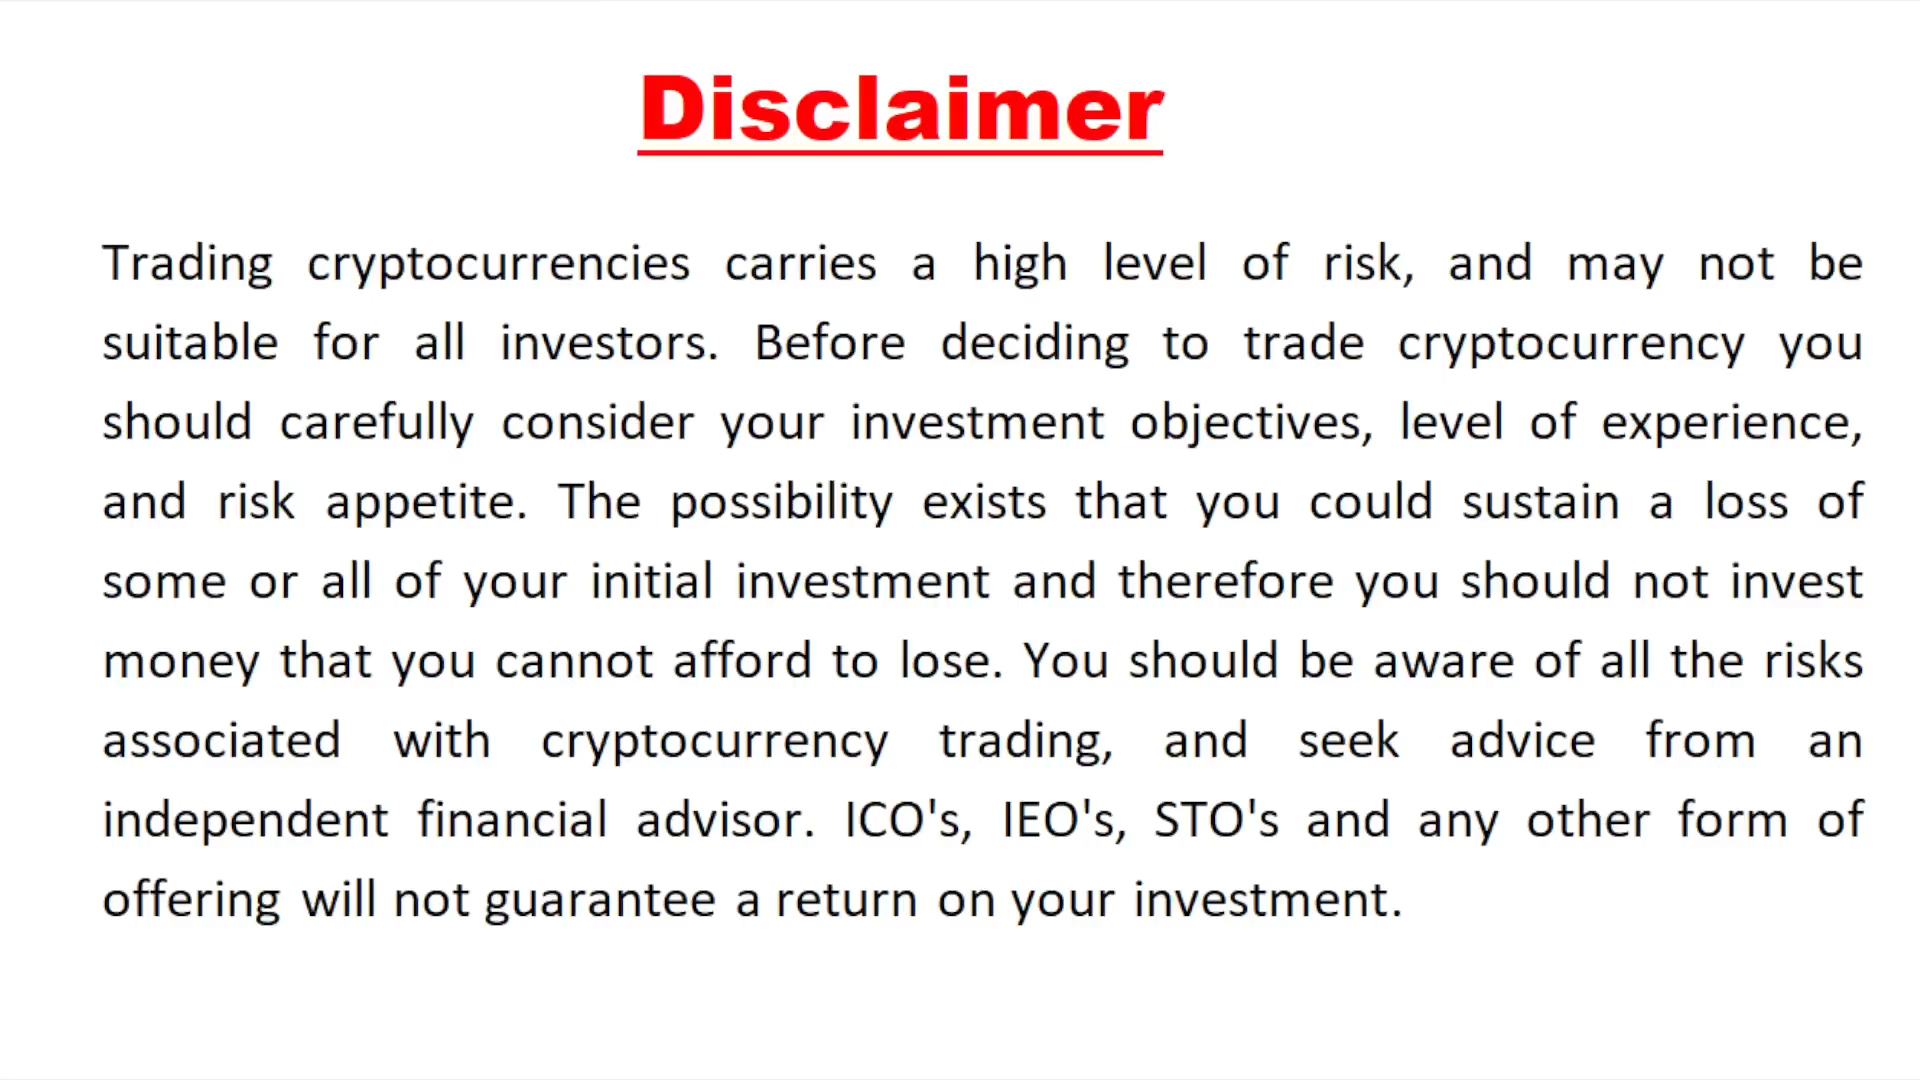 Disclaimer
Trading cryptocurrencies carries a high level of risk, and may not be
suitable for all investors. Before deciding to trade cryptocurrency you
should carefully consider your investment objectives, level of experience,
and risk appetite. The possibility exists that you could sustain a loss of
some or all of your initial investment and therefore you should not invest
money that you cannot afford to lose. You should be aware of all the risks
associated with cryptocurrency trading, and seek advice from an
independent financial advisor. ICO's, IEO's, STO's and any other form of
offering will not guarantee a return on your investment.